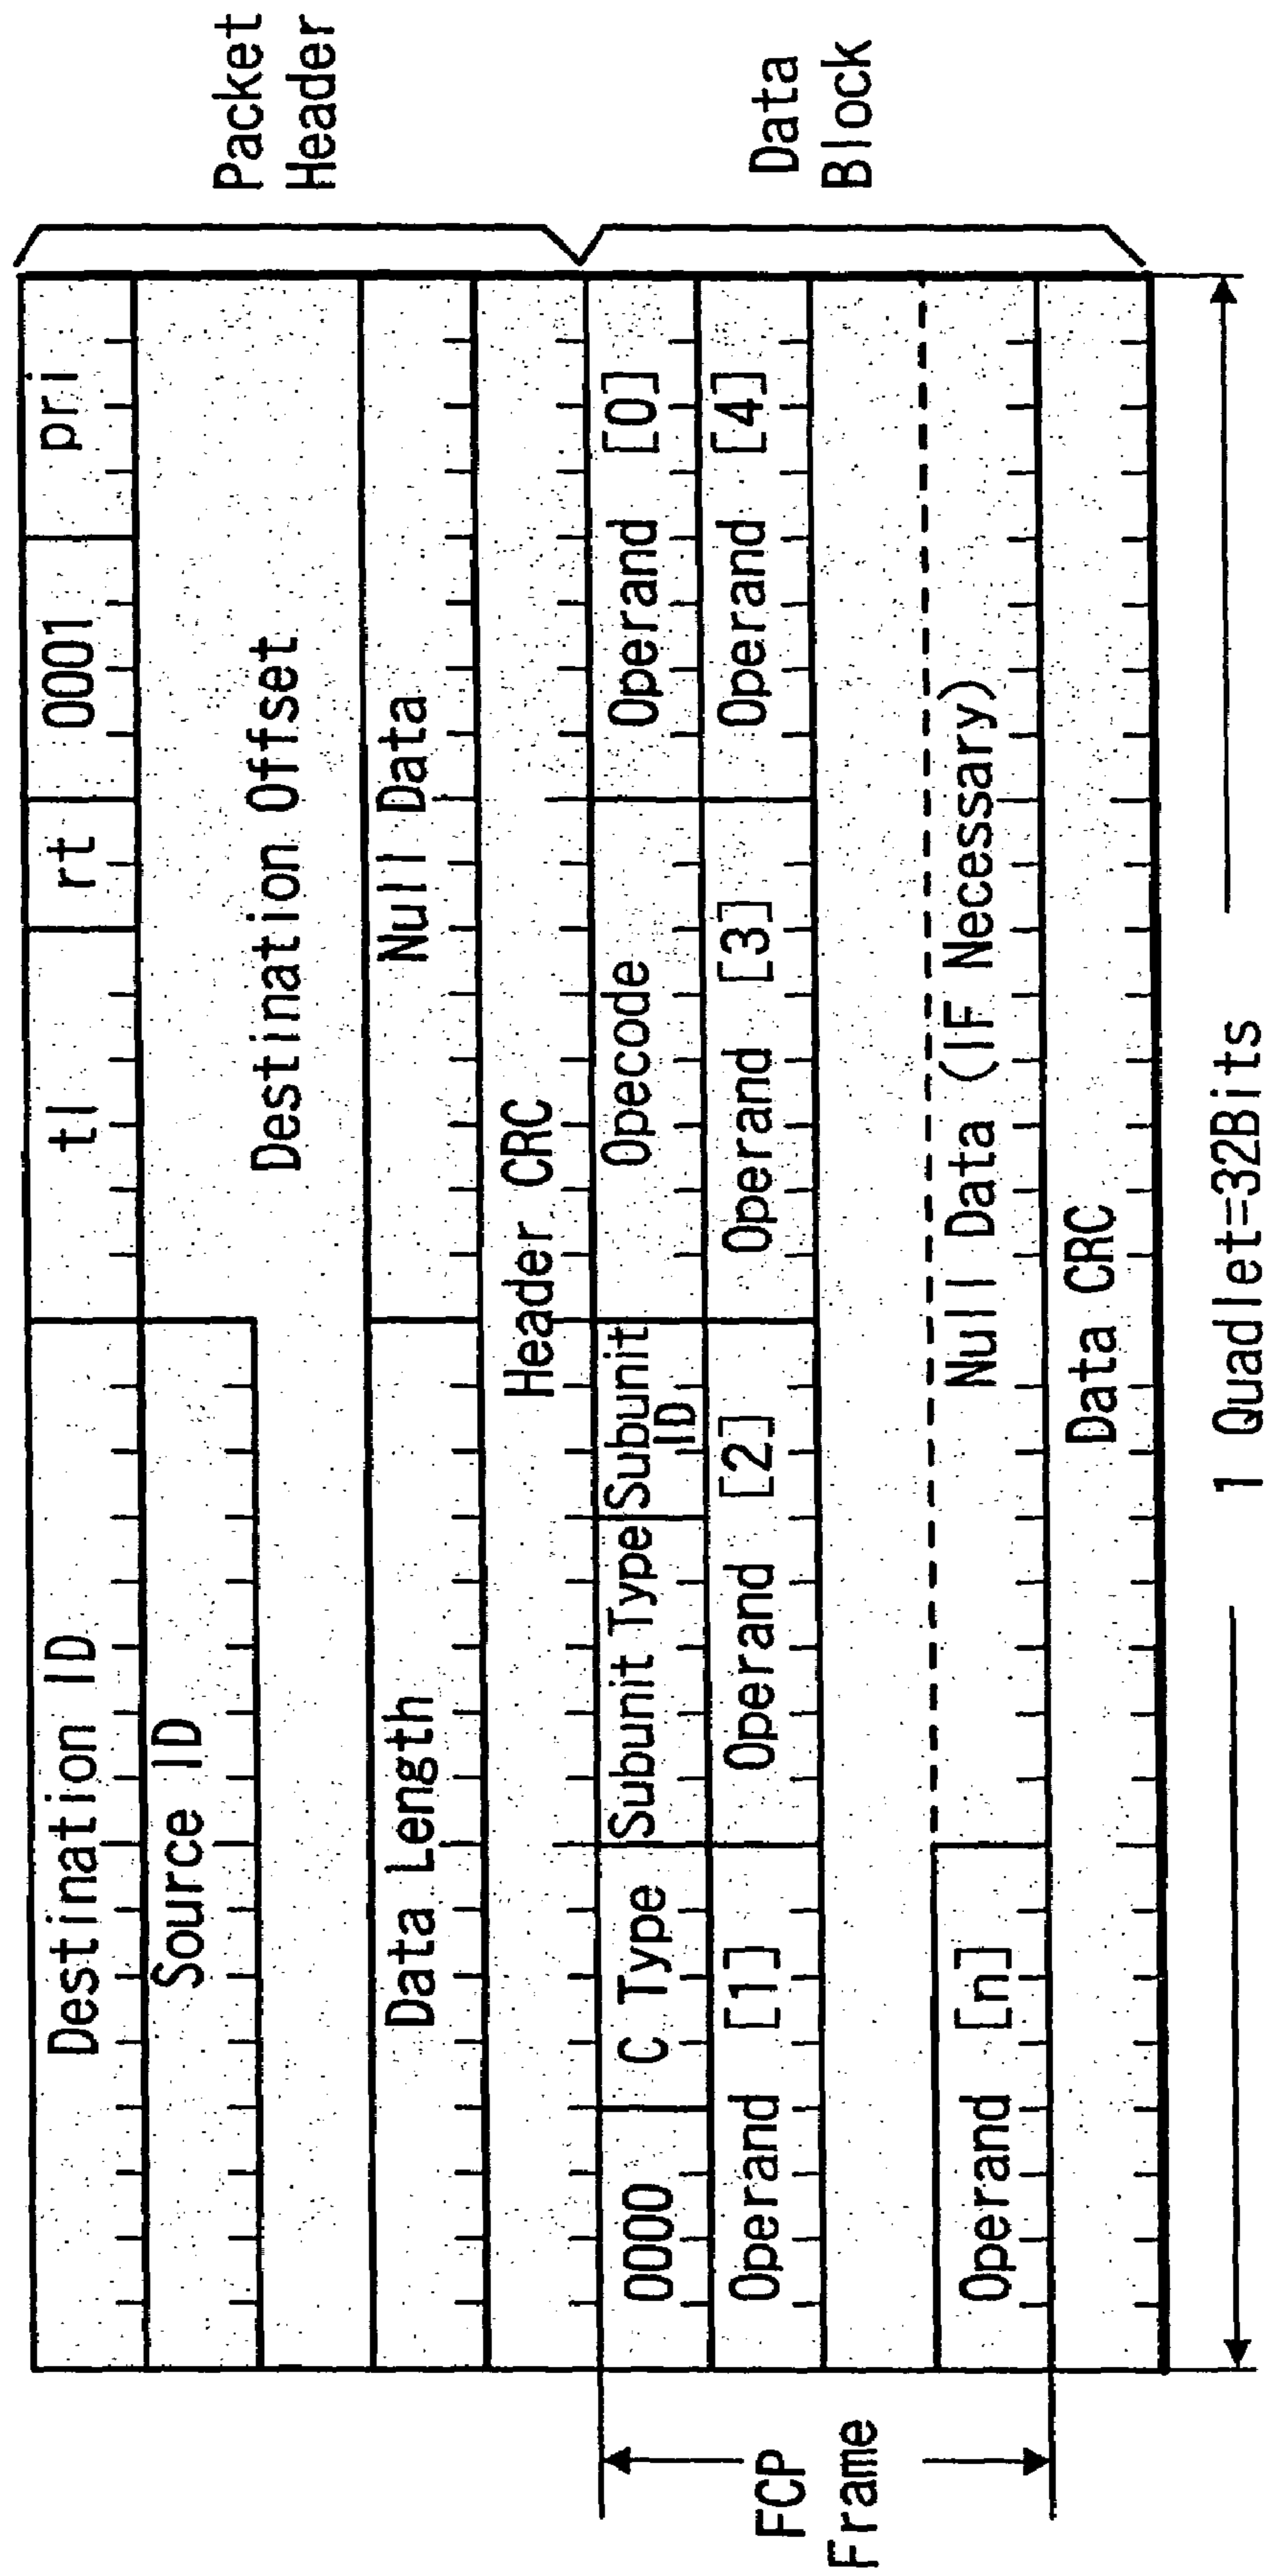 Destination ID
tl
rt
0001
pri
Packet
Header
Source ID
Destination Offset
Data Length
Null Data
Header CRC
FCP
Frame
0000
C Type
Subunit Type
Subunit
ID
Opecode
Operand [0]
Data
Block
Operand [1]
Operand [2]
Operand [3]
Operand [4]
Operand [n]
Null Data (IF Necessary)
Data CRC
1 Quadlet=32Bits